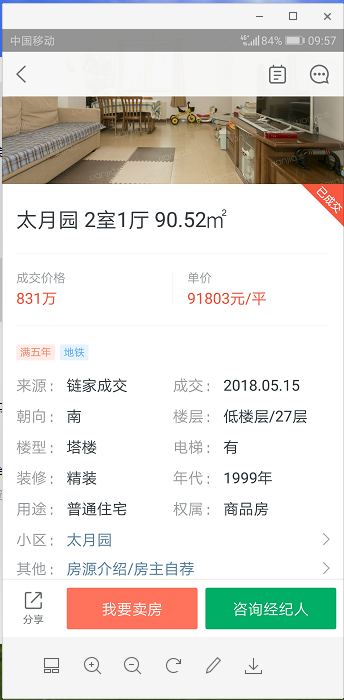 中国移动 4G 84% 09:57
已成交
太月园 2室1厅 90.52㎡
成交价格 单价
831万 91803元/平
满五年 地铁
来源： 链家成交 成交： 2018.05.15
朝向： 南 楼层： 低楼层/27层
楼型： 塔楼 电梯： 有
装修： 精装 年代： 1999年
用途： 普通住宅 权属： 商品房
小区： 太月园
其他： 房源介绍/房主自荐
分享 我要卖房 咨询经纪人